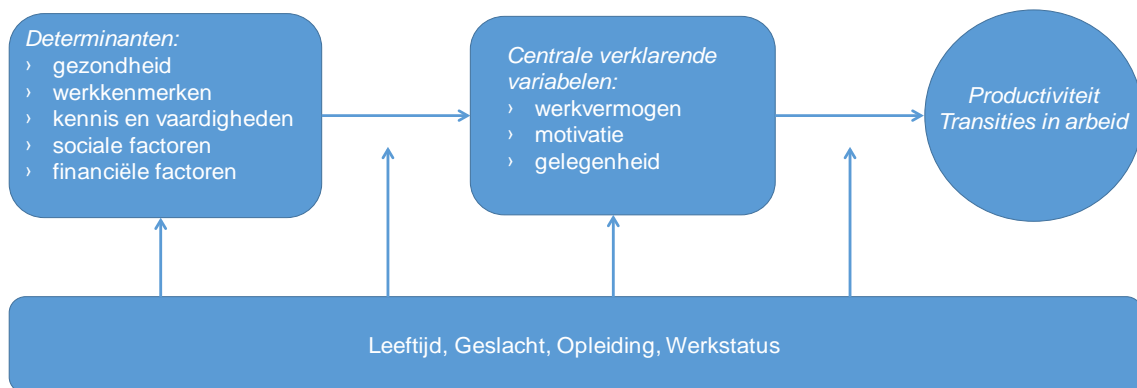 Determinanten:
› gezondheid
› werkkenmerken
› kennis en vaardigheden
› sociale factoren
› financiële factoren
Centrale verklarende
variabelen:
› werkvermogen
› motivatie
› gelegenheid
Productiviteit
Transities in arbeid
Leeftijd, Geslacht, Opleiding, Werkstatus